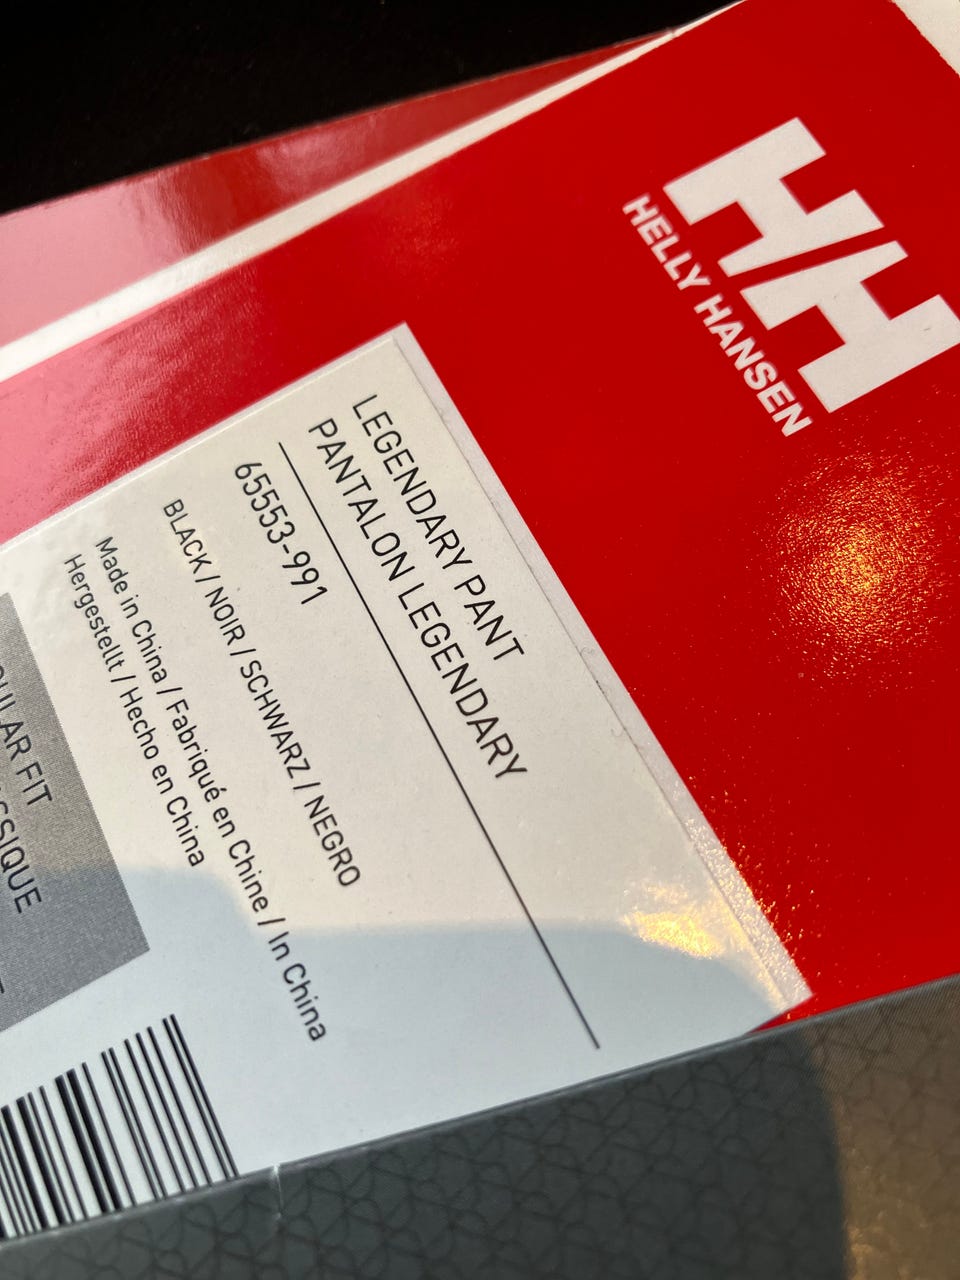 HELLY HANSEN
LEGENDARY PANT
PANTALON LEGENDARY
65553-991
BLACK / NOIR / SCHWARZ / NEGRO
Made in China / Fabriqué en Chine / In China
Hergestellt / Hecho en China
FIT